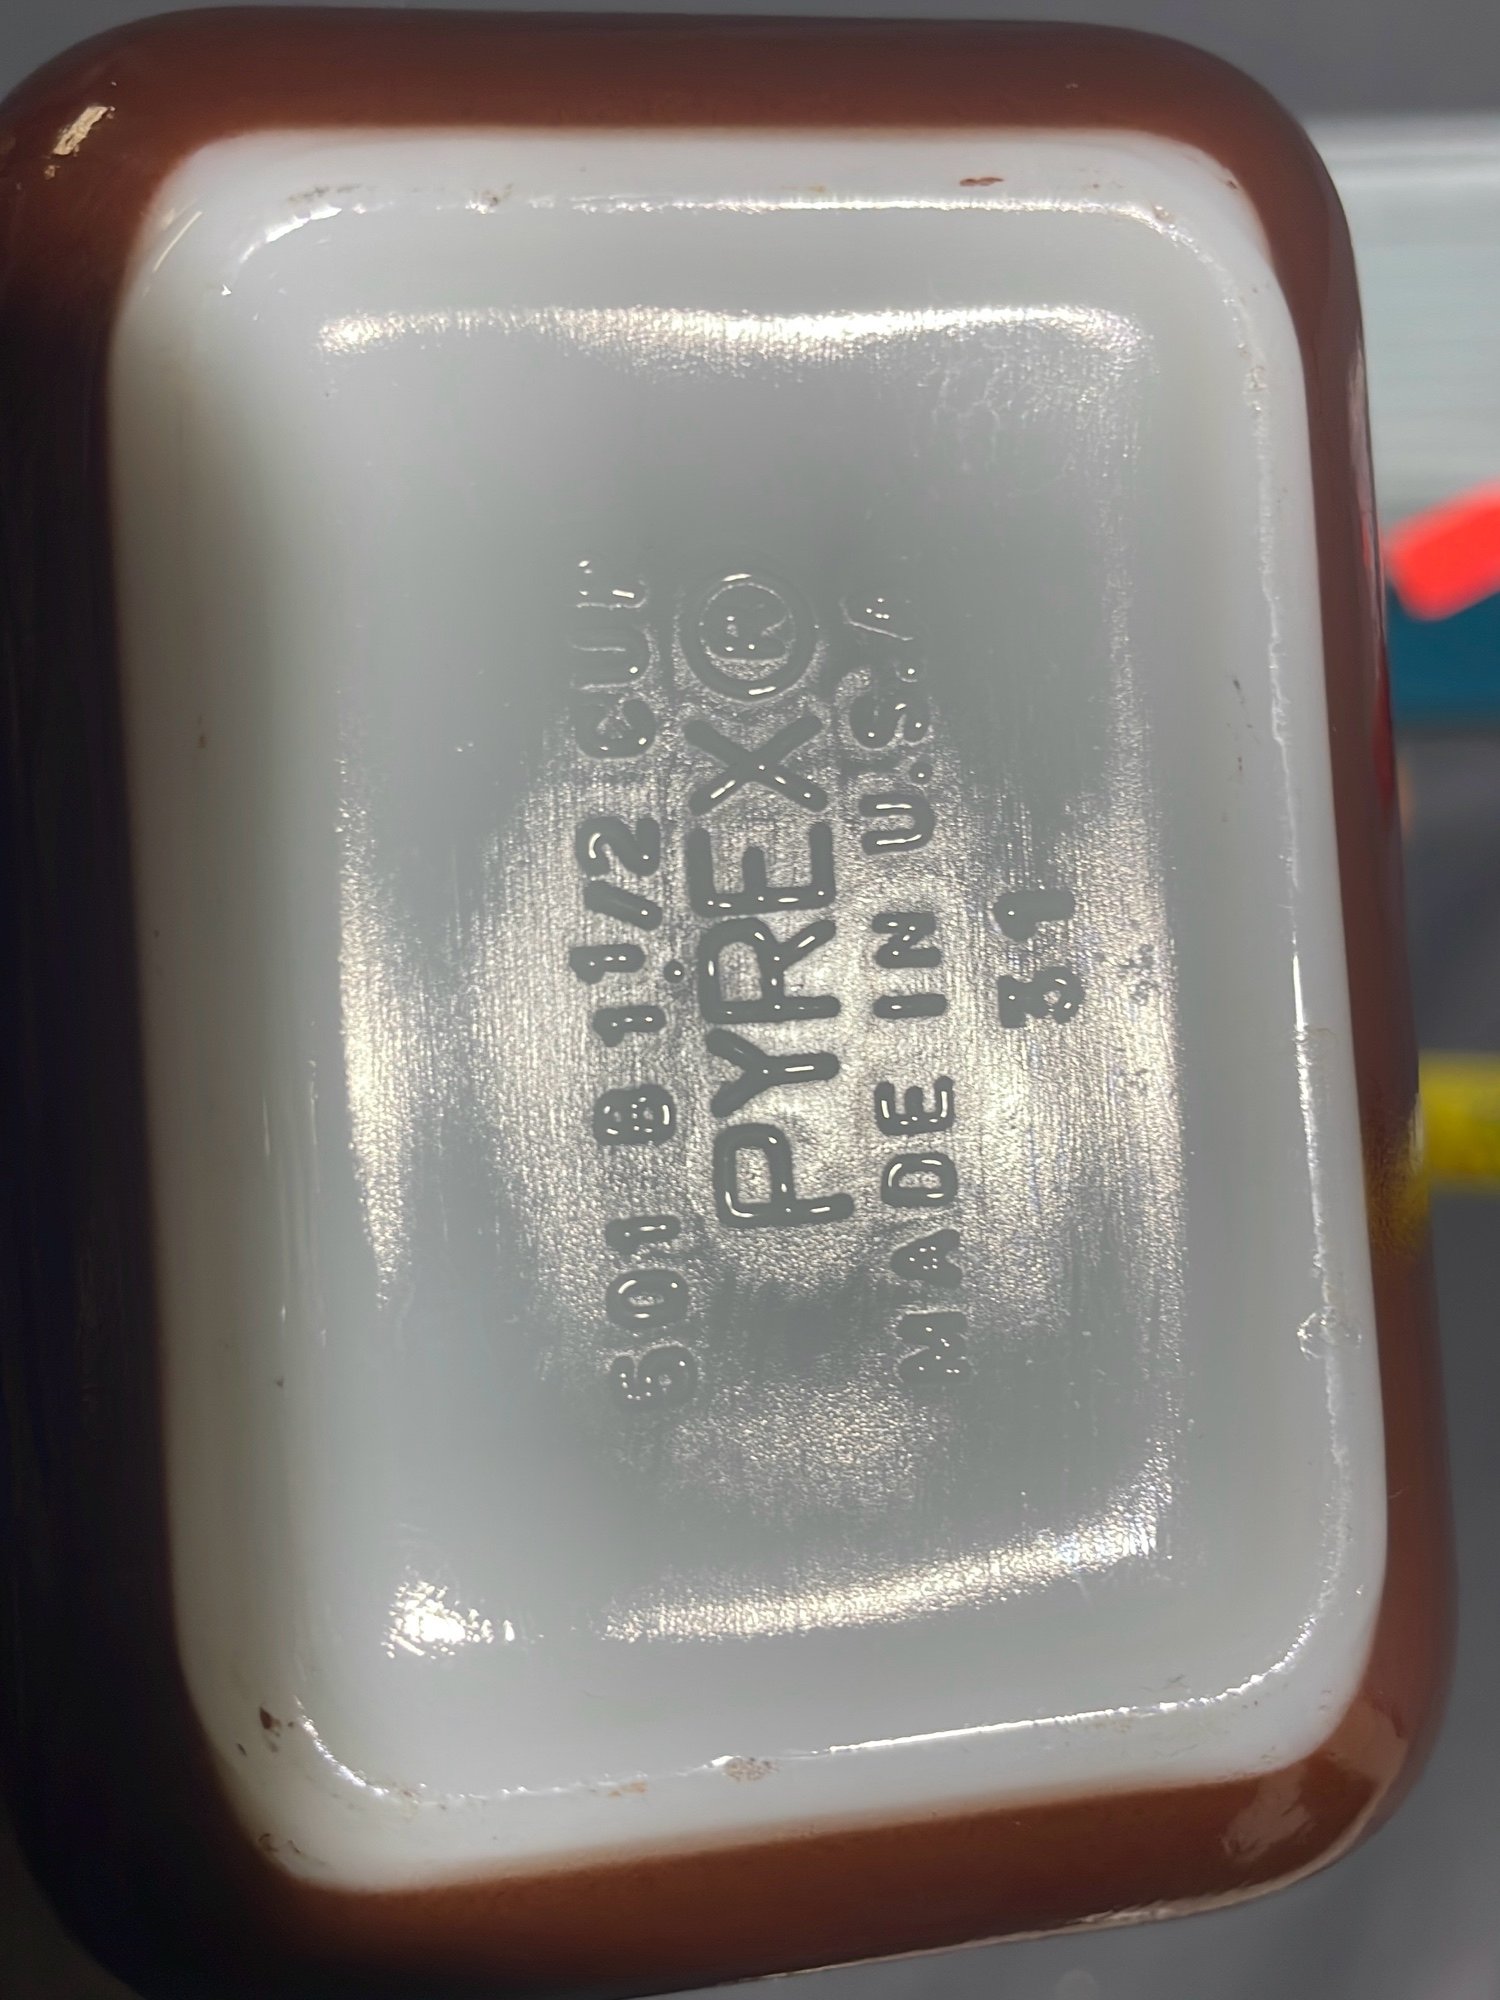 501 B 1 1/2 CUP
PYREX®
MADE IN U.S.A
31